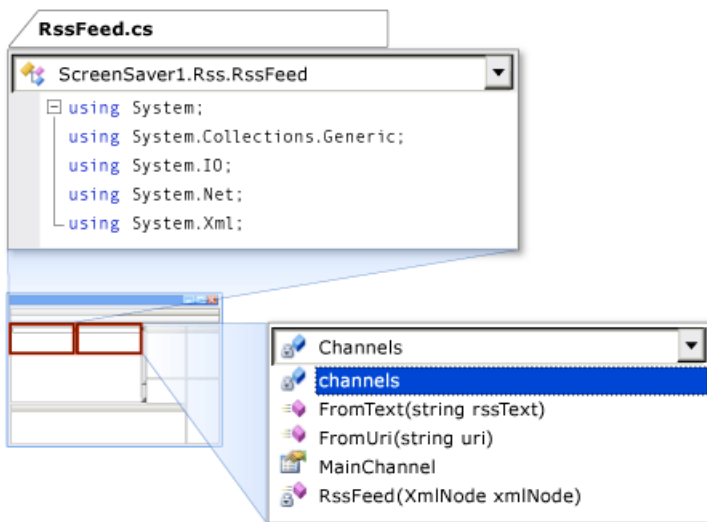 RssFeed.cs
ScreenSaver1.Rss.RssFeed
using System;
using System.Collections.Generic;
using System.IO;
using System.Net;
using System.Xml;
Channels
channels
FromText(string rssText)
FromUri(string uri)
MainChannel
RssFeed(XmlNode xmlNode)